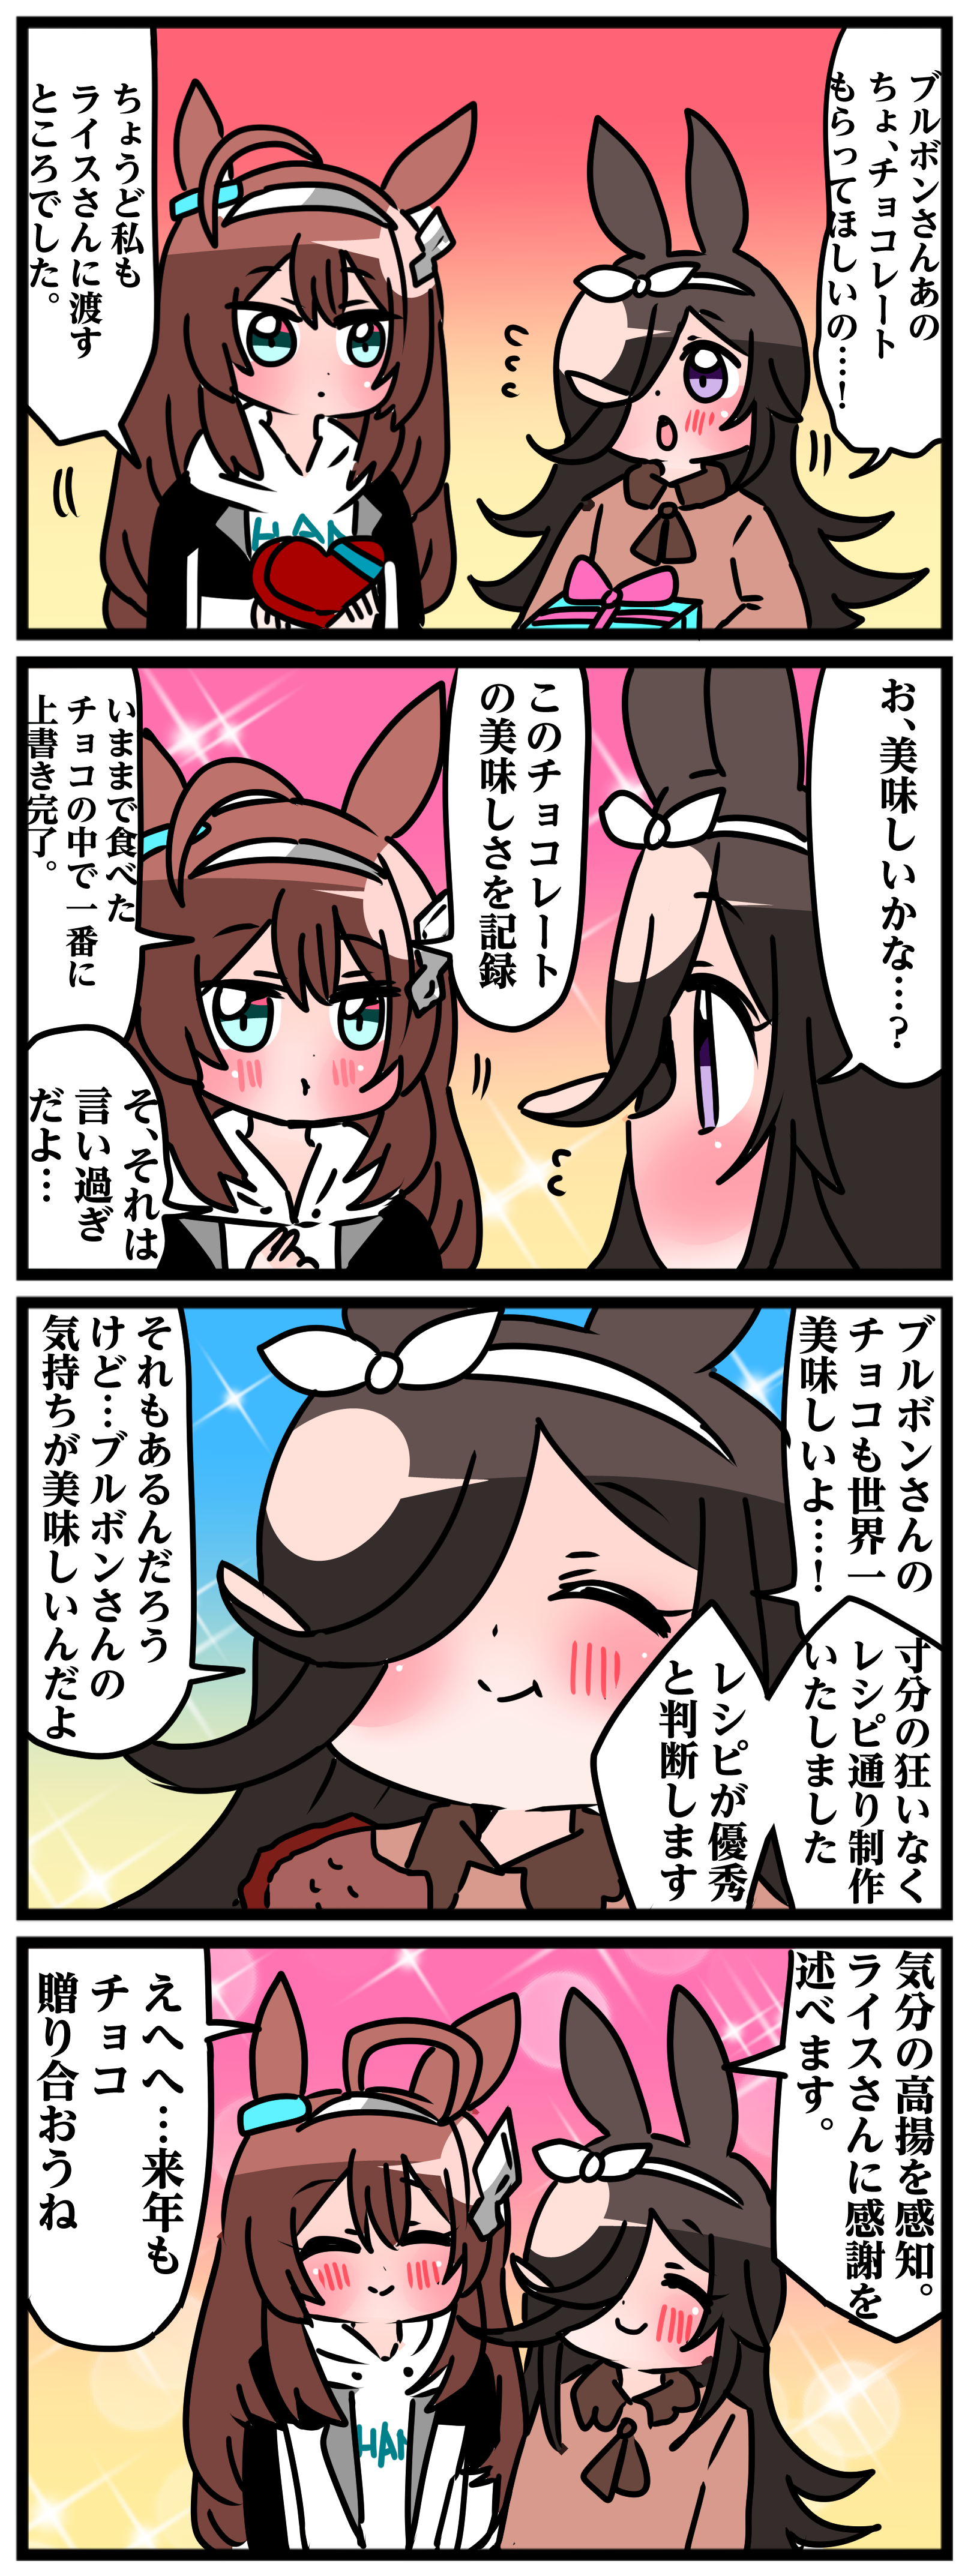 ブルボンさんあの
ちょ、チョコレート
もらってほしいの……!
ちょうど私も
ライスさんに渡す
ところでした。
HAN
お、美味しいかな……?
このチョコレート
の美味しさを記録
いままで食べた
チョコの中で一番に
上書き完了。
そ、それは
言い過ぎ
だよ…
ブルボンさんの
チョコも世界一
美味しいよ……!
寸分の狂いなく
レシピ通り制作
いたしました
レシピが優秀
と判断します
それもあるんだろう
けど…ブルボンさんの
気持ちが美味しいんだよ
気分の高揚を感知。
ライスさんに感謝を
述べます。
えへへ…来年も
チョコ
贈り合おうね
HAN